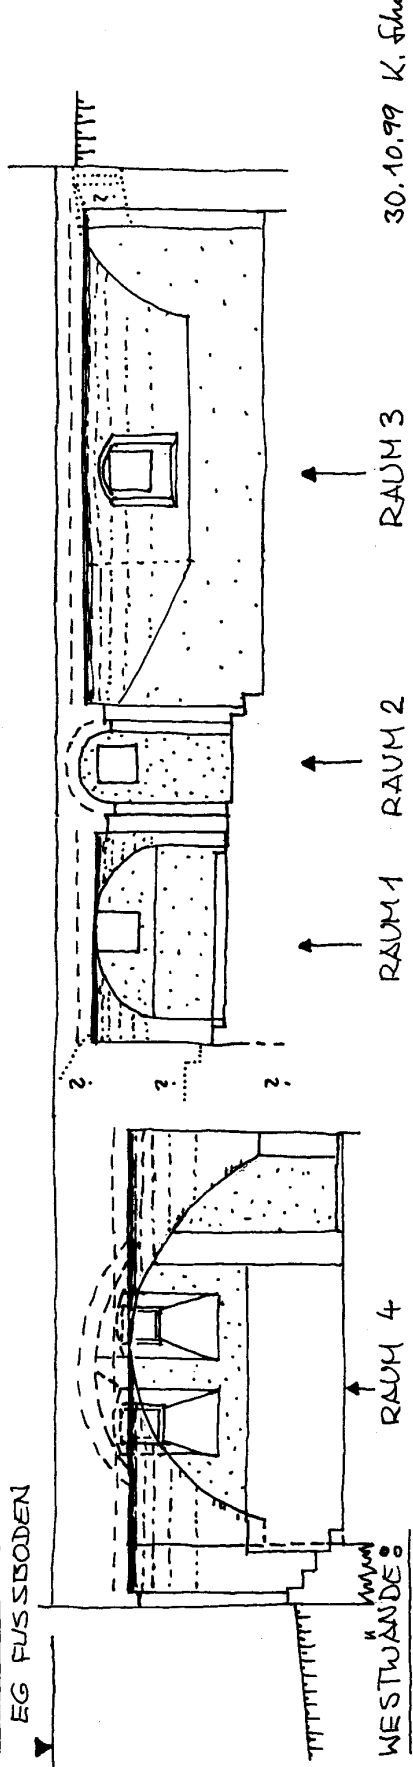 EG FUSSBODEN
?
?
?
?
?
WESTWÄNDE:
RAUM 4
RAUM 1
RAUM 2
RAUM 3
30.10.99 K.